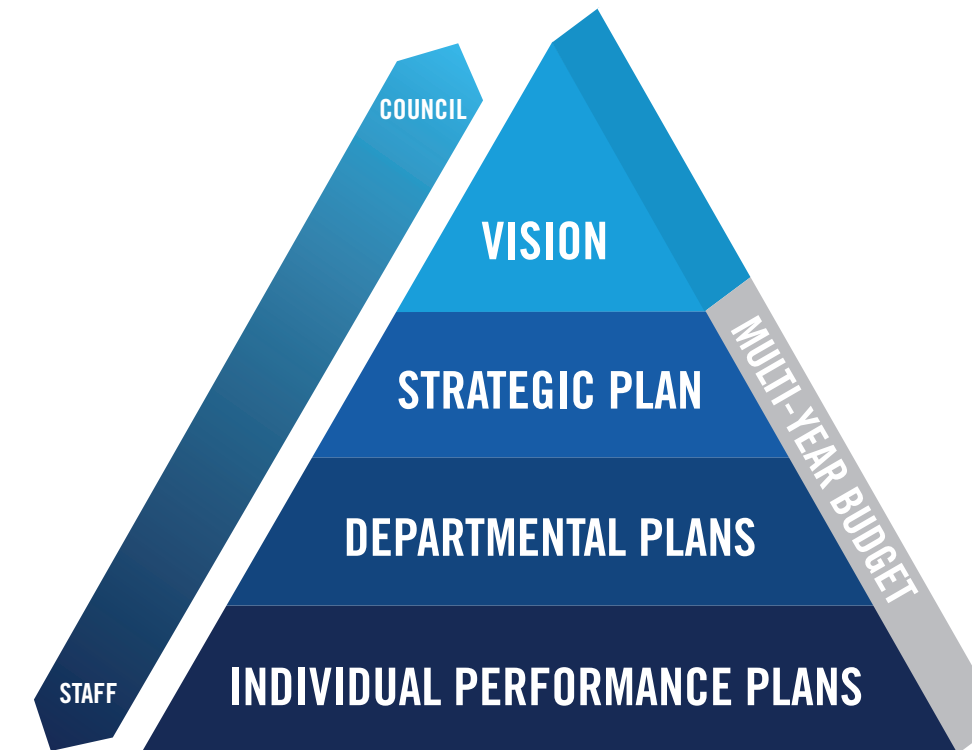 COUNCIL
VISION
STRATEGIC PLAN
MULTI-YEAR BUDGET
DEPARTMENTAL PLANS
INDIVIDUAL PERFORMANCE PLANS
STAFF